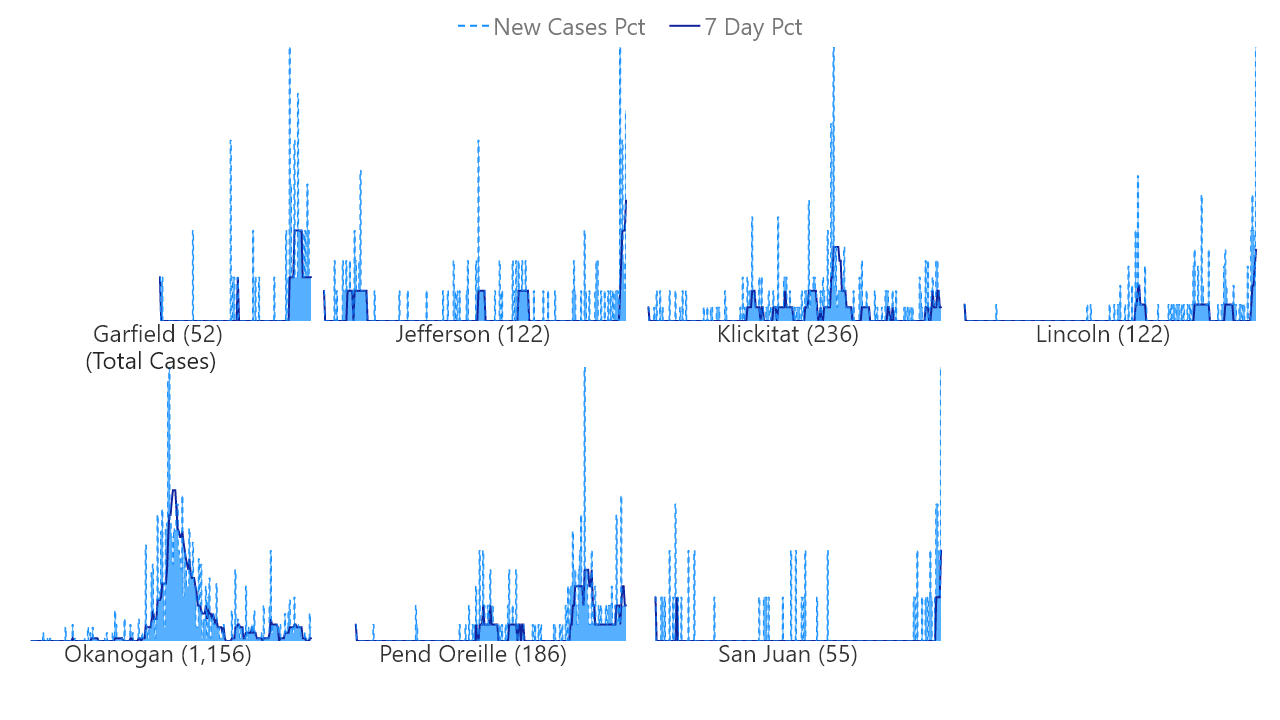 New Cases Pct 7 Day Pct
Garfield (52)
(Total Cases)
Jefferson (122)
Klickitat (236)
Lincoln (122)
Okanogan (1,156)
Pend Oreille (186)
San Juan (55)